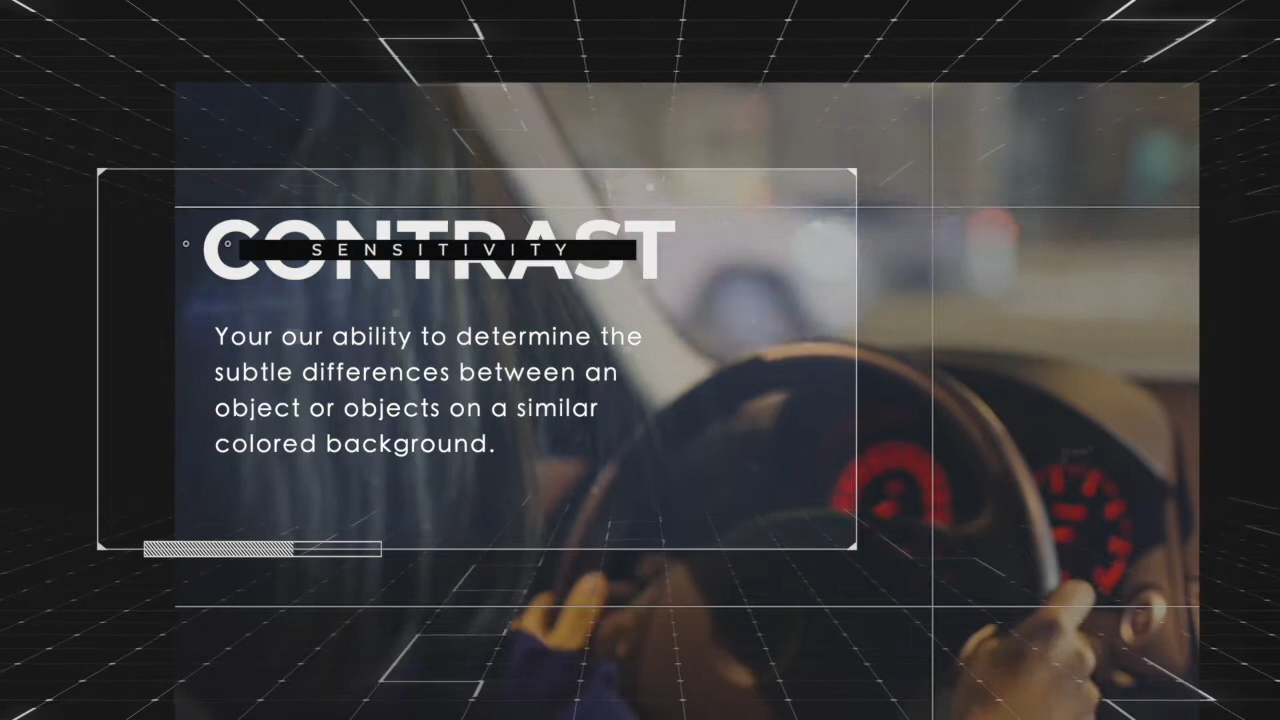 CONTRAST
SENSITIVITY
Your our ability to determine the
subtle differences between an
object or objects on a similar
colored background.